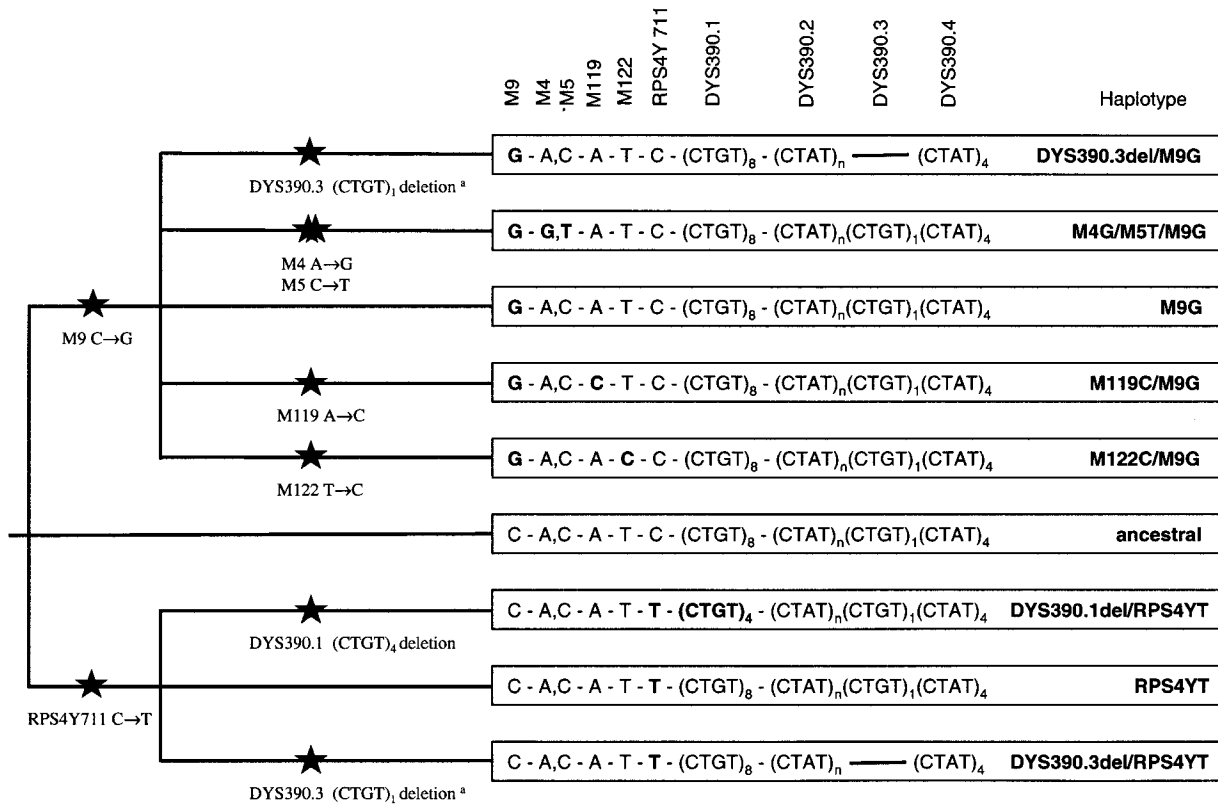 M9 M4 ·M5 M119 M122 RPS4Y 711 DYS390.1 DYS390.2 DYS390.3 DYS390.4 Haplotype
G - A,C - A - T - C - (CTGT)₈ - (CTAT)ₙ —— (CTAT)₄ DYS390.3del/M9G
DYS390.3 (CTGT)₁ deletion ᵃ
G - G,T - A - T - C - (CTGT)₈ - (CTAT)ₙ(CTGT)₁(CTAT)₄ M4G/M5T/M9G
M4 A→G
M5 C→T
G - A,C - A - T - C - (CTGT)₈ - (CTAT)ₙ(CTGT)₁(CTAT)₄ M9G
M9 C→G
G - A,C - C - T - C - (CTGT)₈ - (CTAT)ₙ(CTGT)₁(CTAT)₄ M119C/M9G
M119 A→C
G - A,C - A - C - C - (CTGT)₈ - (CTAT)ₙ(CTGT)₁(CTAT)₄ M122C/M9G
M122 T→C
C - A,C - A - T - C - (CTGT)₈ - (CTAT)ₙ(CTGT)₁(CTAT)₄ ancestral
C - A,C - A - T - T - (CTGT)₄ - (CTAT)ₙ(CTGT)₁(CTAT)₄ DYS390.1del/RPS4YT
DYS390.1 (CTGT)₄ deletion
C - A,C - A - T - T - (CTGT)₈ - (CTAT)ₙ(CTGT)₁(CTAT)₄ RPS4YT
RPS4Y711 C→T
C - A,C - A - T - T - (CTGT)₈ - (CTAT)ₙ —— (CTAT)₄ DYS390.3del/RPS4YT
DYS390.3 (CTGT)₁ deletion ᵃ